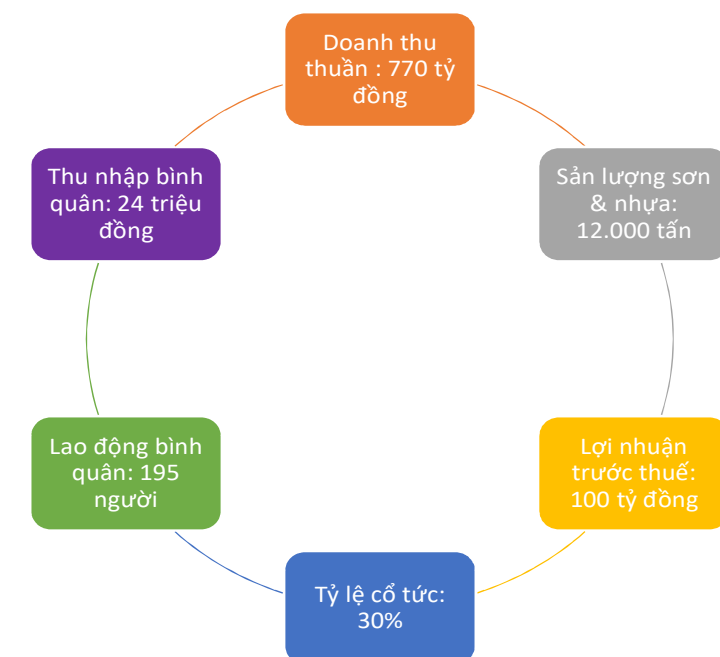 Doanh thu
thuần : 770 tỷ
đồng
Sản lượng sơn
& nhựa:
12.000 tấn
Lợi nhuận
trước thuế:
100 tỷ đồng
Tỷ lệ cổ tức:
30%
Lao động bình
quân: 195
người
Thu nhập bình
quân: 24 triệu
đồng